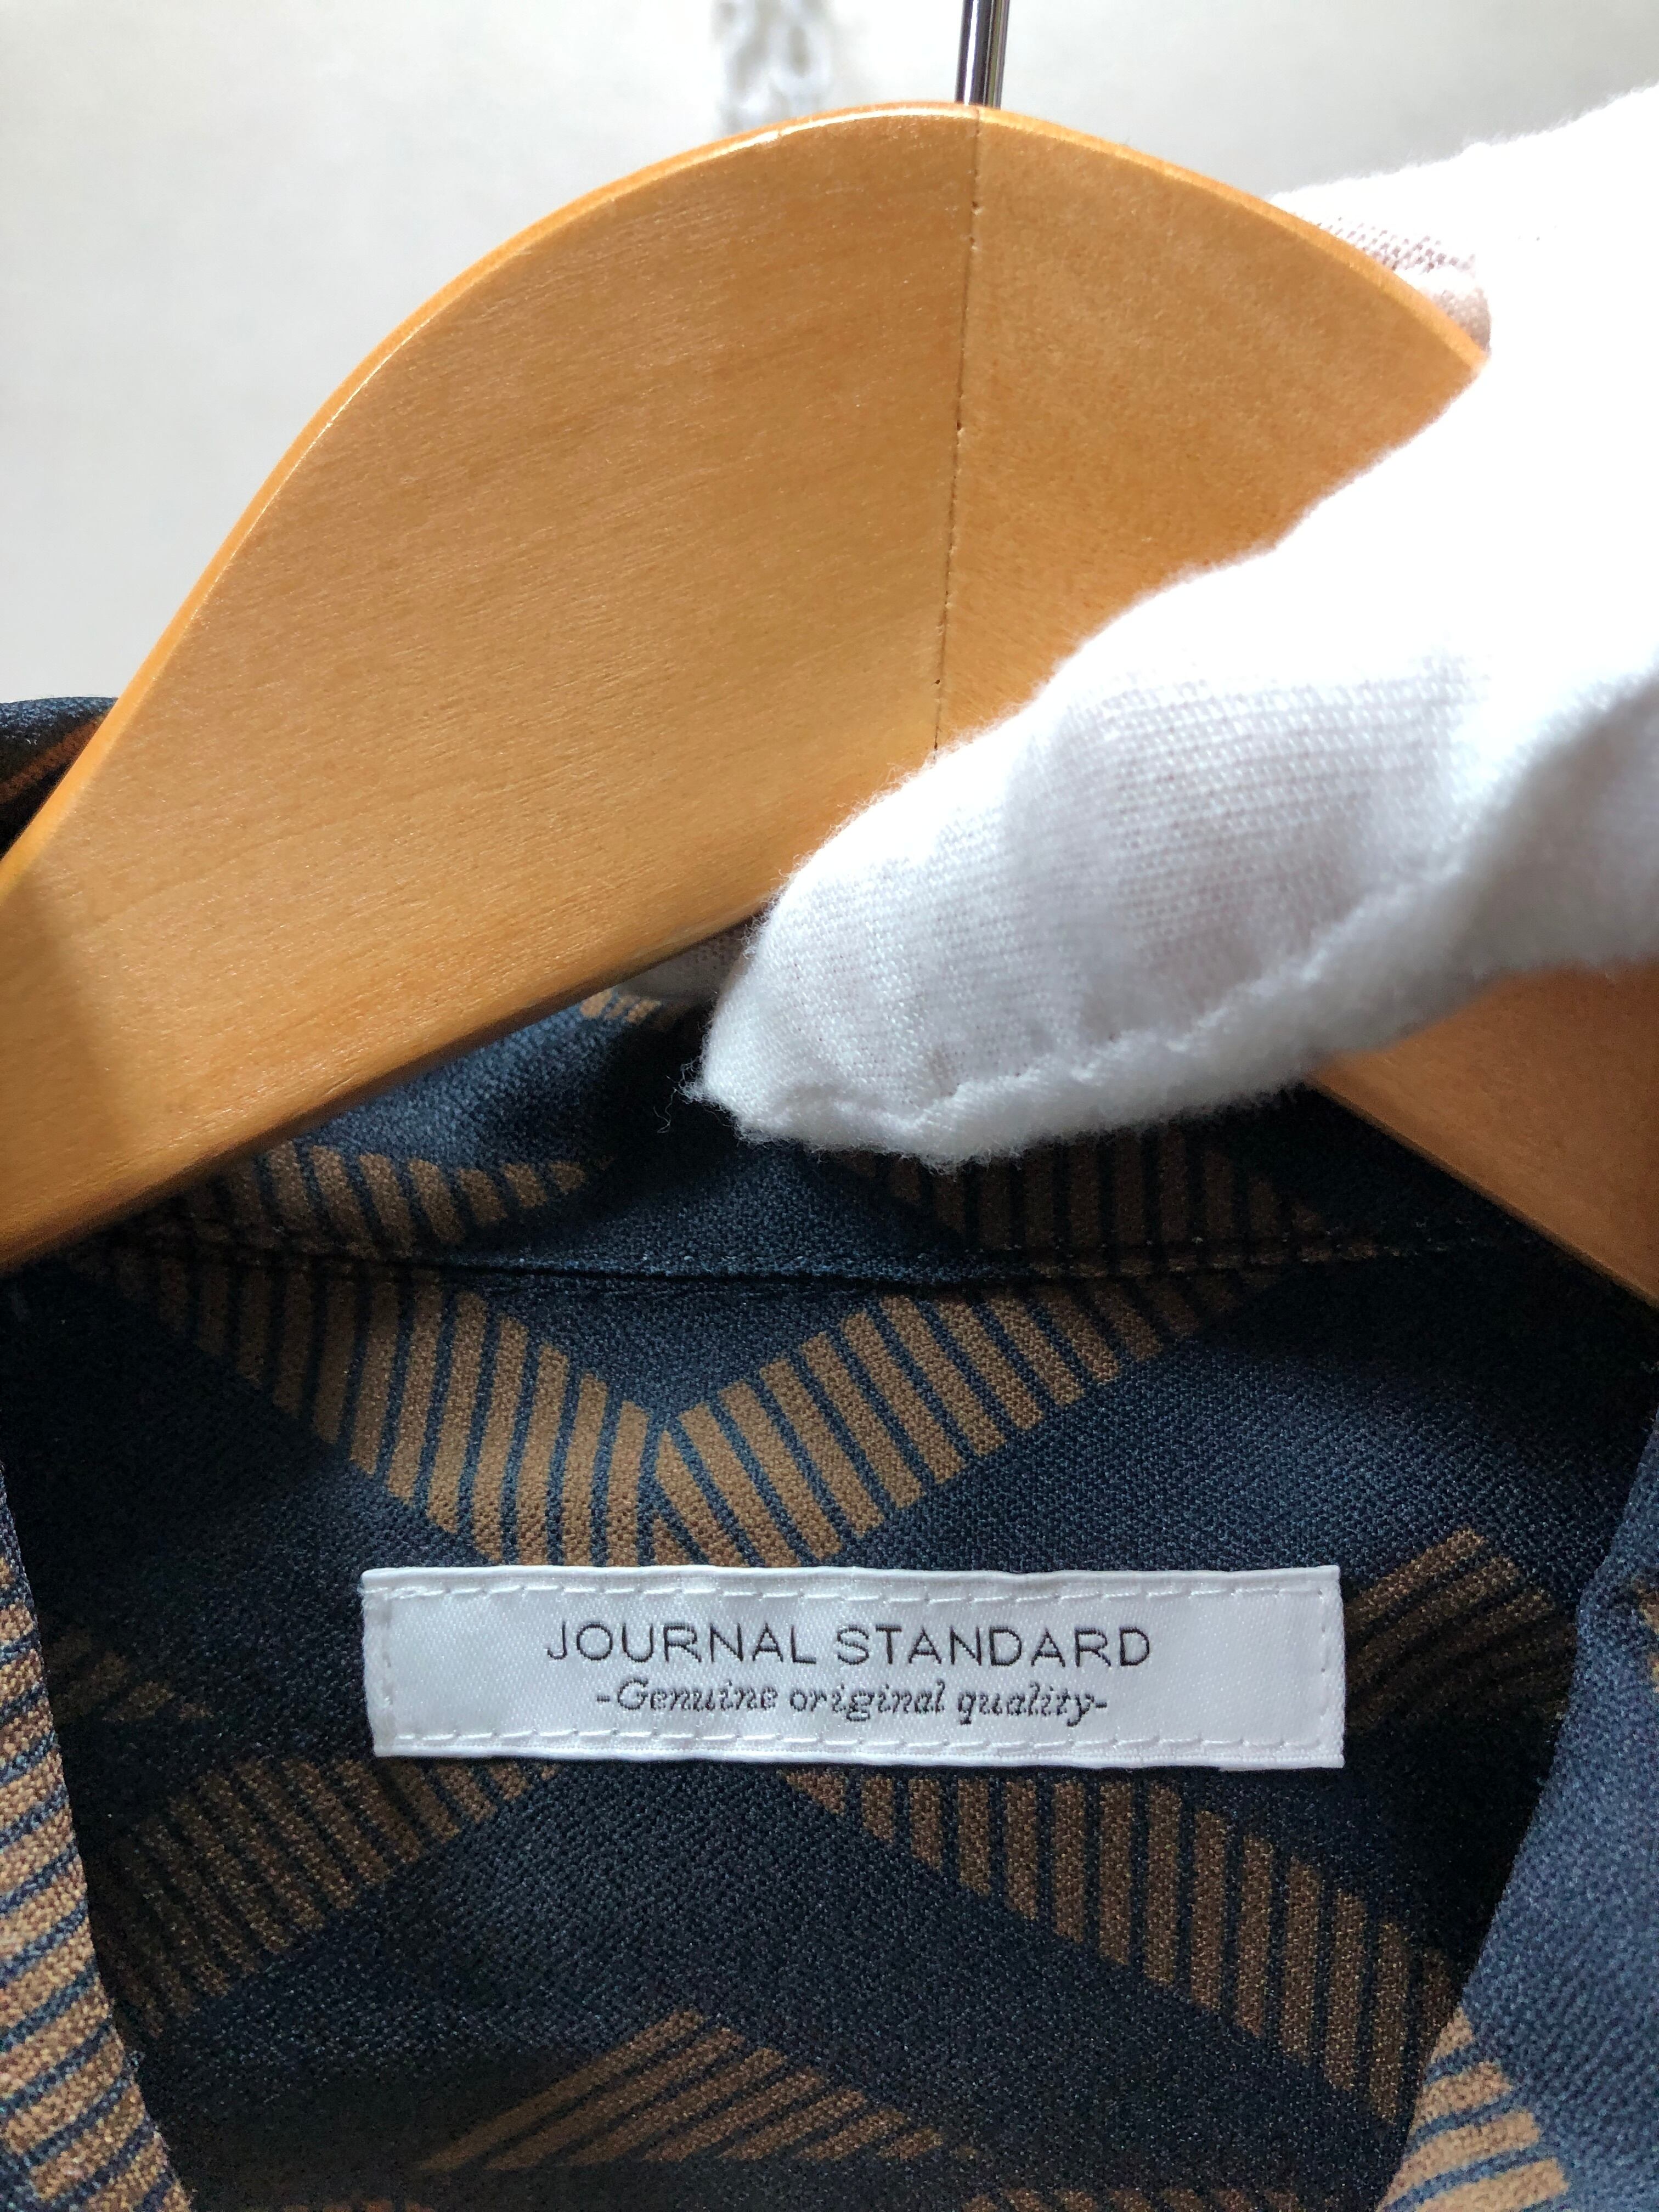 JOURNAL STANDARD
-Genuine original quality-